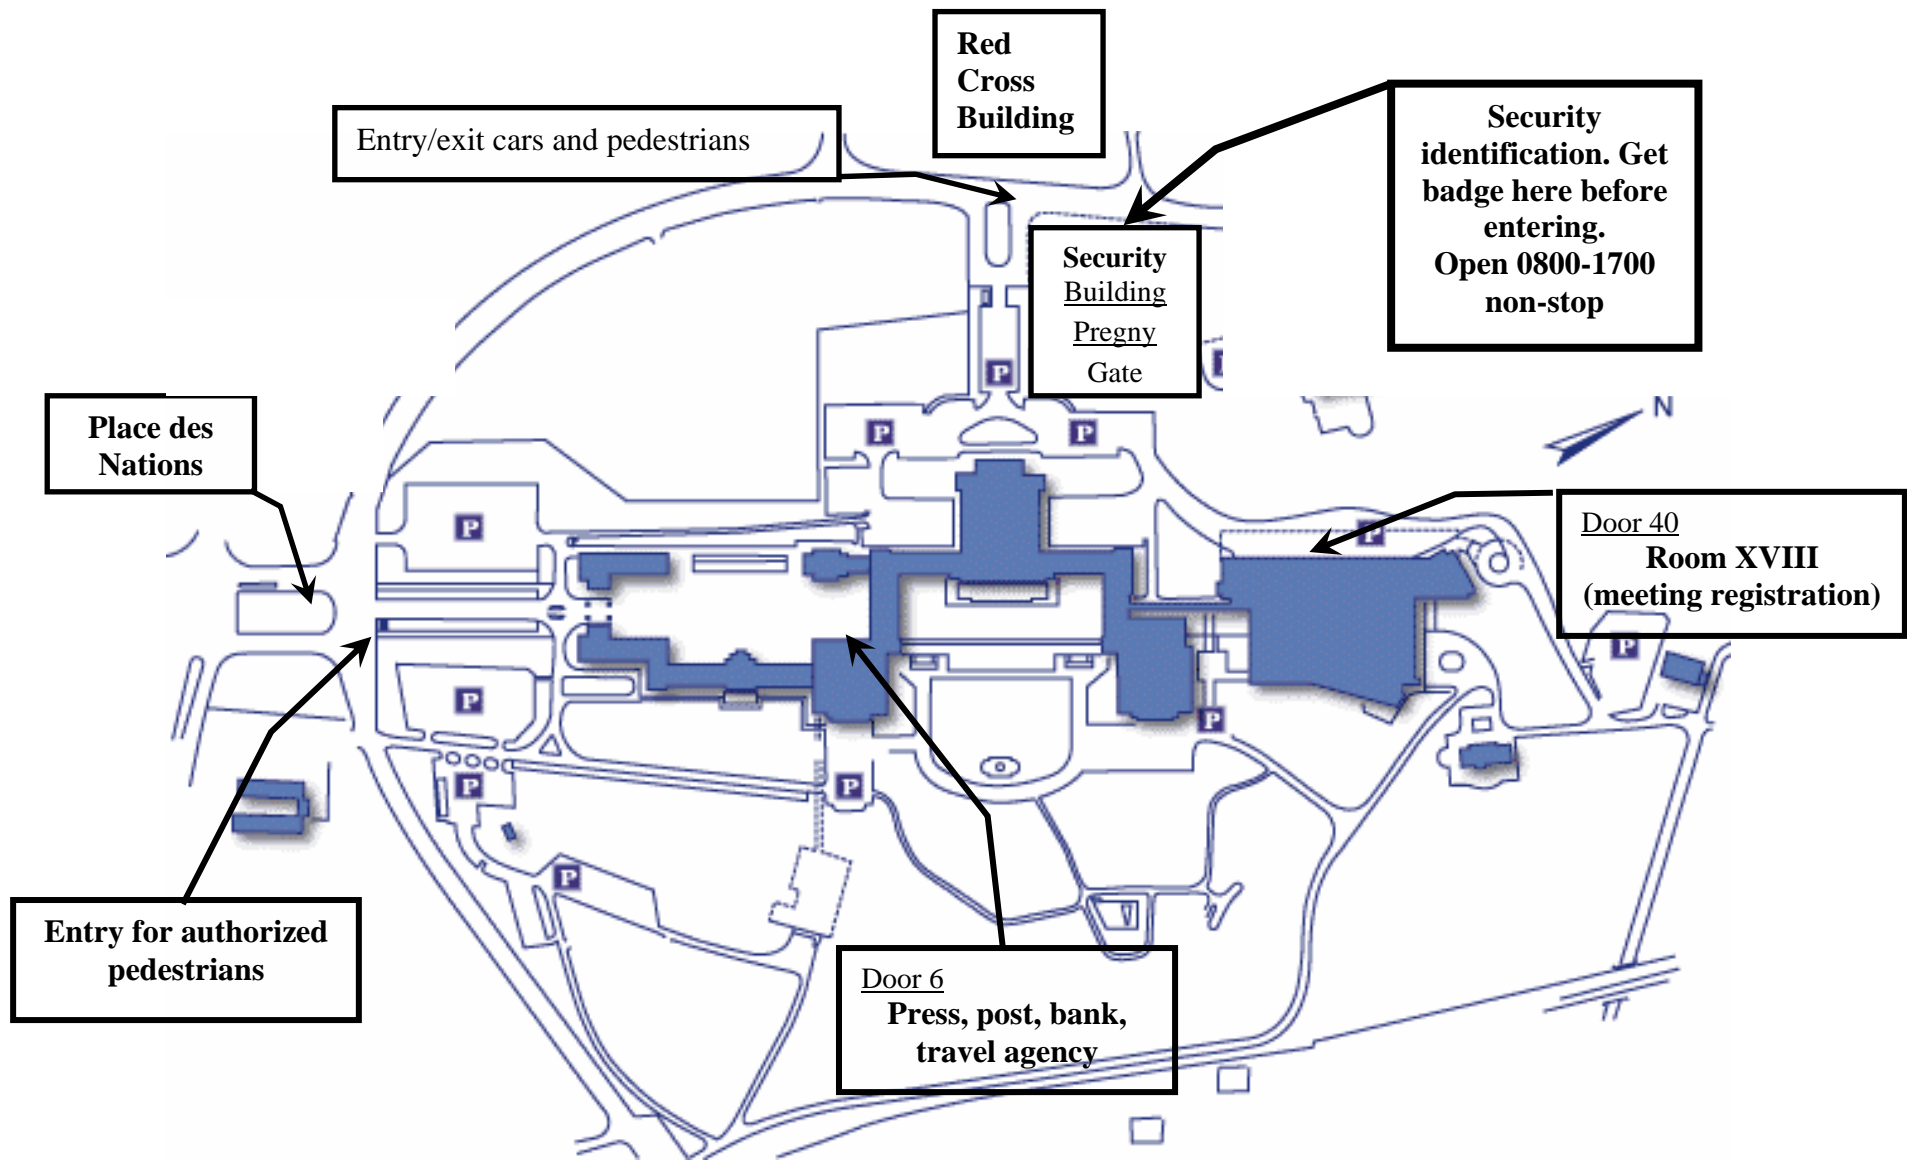 Red
Cross
Building
Entry/exit cars and pedestrians
Security
identification. Get
badge here before
entering.
Open 0800-1700
non-stop
Security
Building
Pregny
Gate
P
P
P
P
N
Place des
Nations
P
P
Door 40
Room XVIII
(meeting registration)
P
P
P
P
P
P
Entry for authorized
pedestrians
Door 6
Press, post, bank,
travel agency